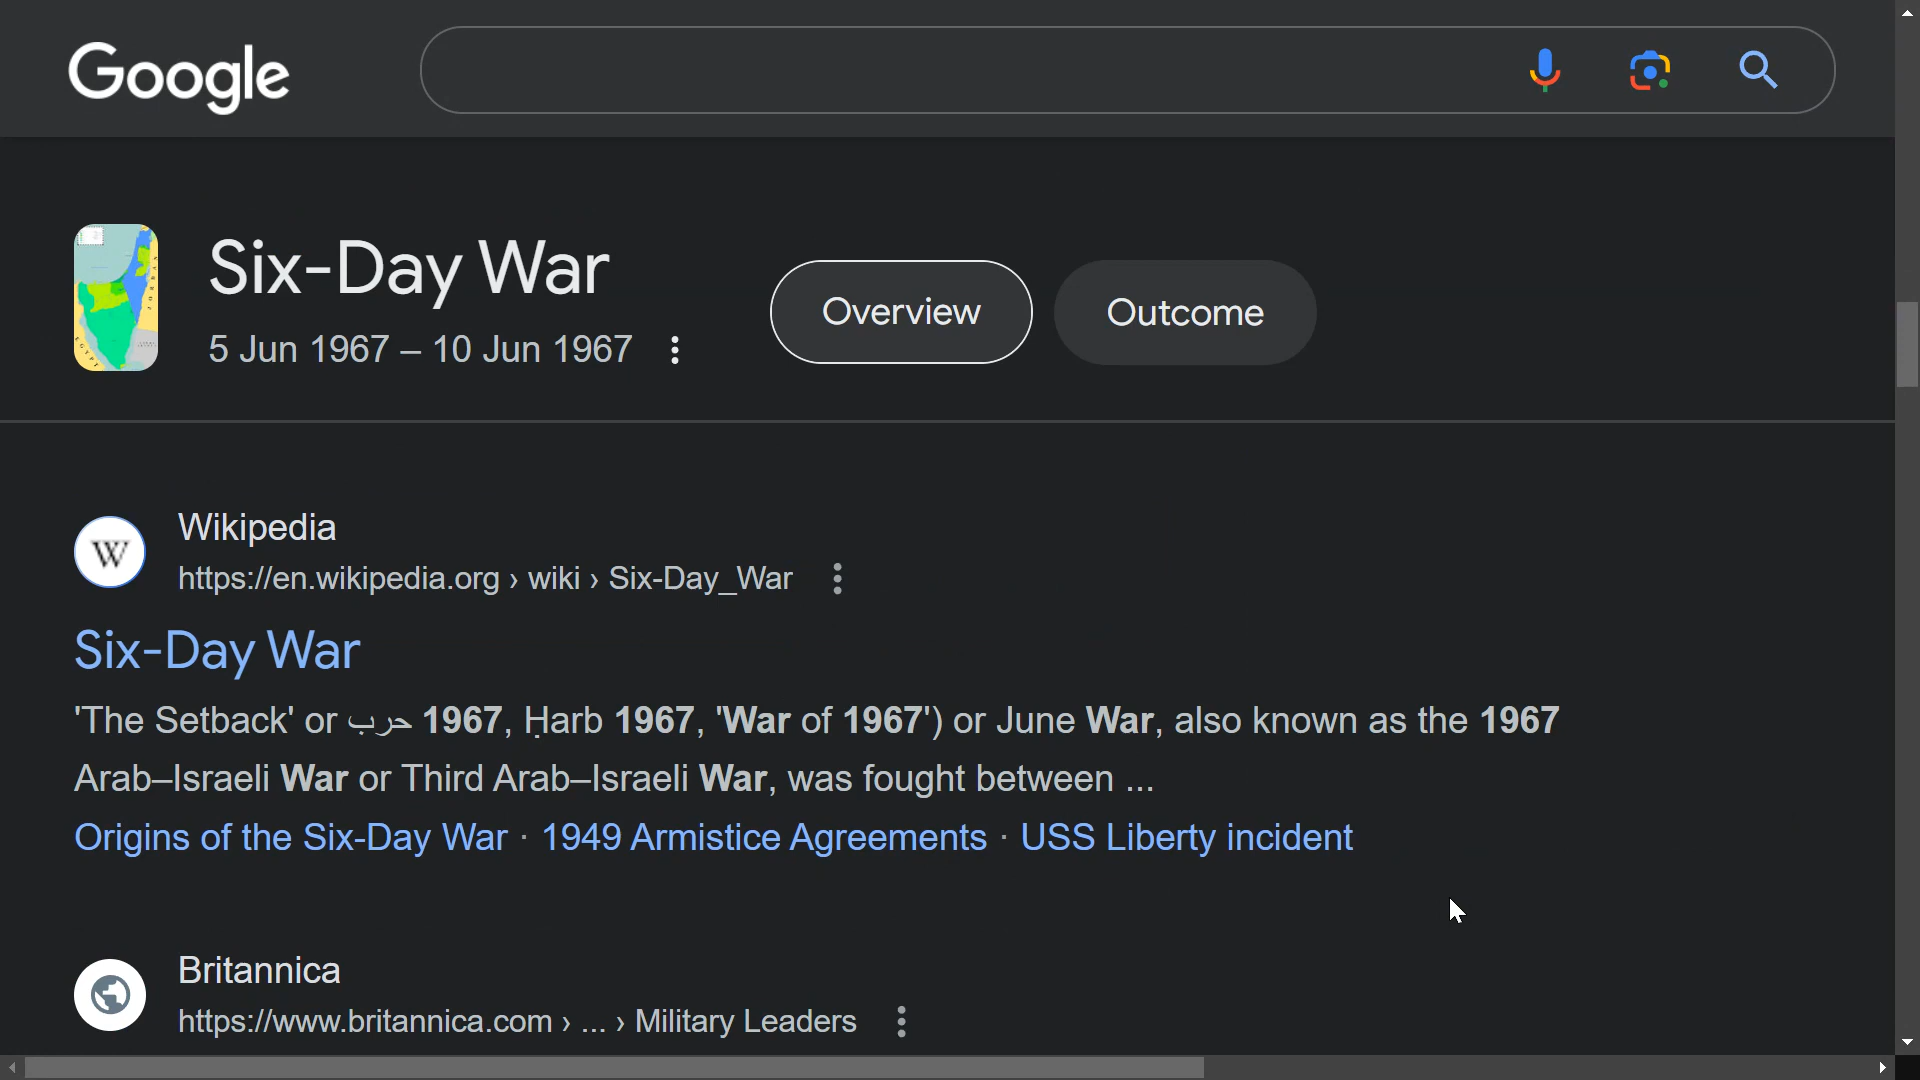 Google
Six-Day War
5 Jun 1967 – 10 Jun 1967
Overview
Outcome
Wikipedia
https://en.wikipedia.org › wiki › Six-Day_War
Six-Day War
'The Setback' or حرب 1967, Ḥarb 1967, 'War of 1967') or June War, also known as the 1967
Arab–Israeli War or Third Arab–Israeli War, was fought between ...
Origins of the Six-Day War · 1949 Armistice Agreements · USS Liberty incident
Britannica
https://www.britannica.com › ... › Military Leaders